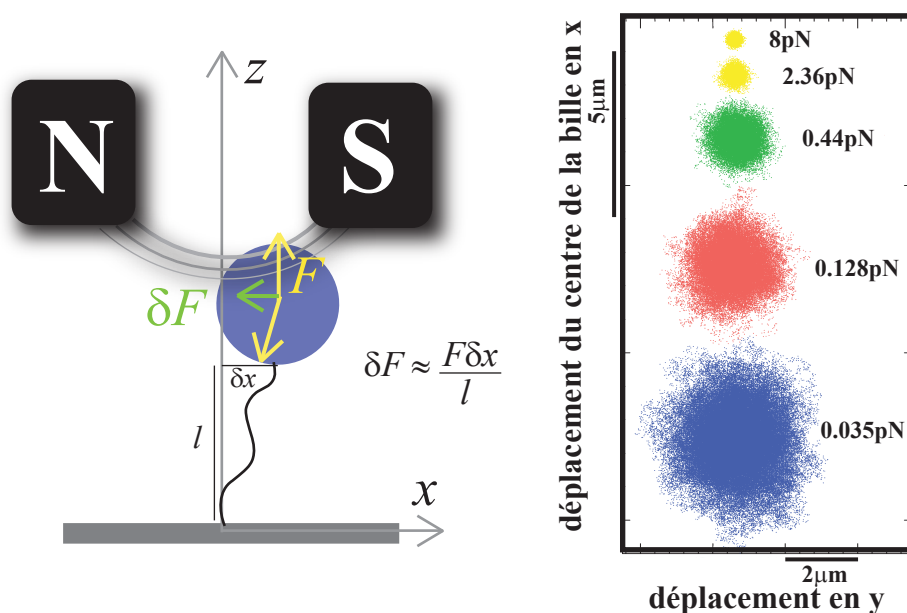 z
N
S
F
δF
δx
δF ≈ Fδx
l
l
x
déplacement du centre de la bille en x
5μm
8pN
2.36pN
0.44pN
0.128pN
0.035pN
2μm
déplacement en y